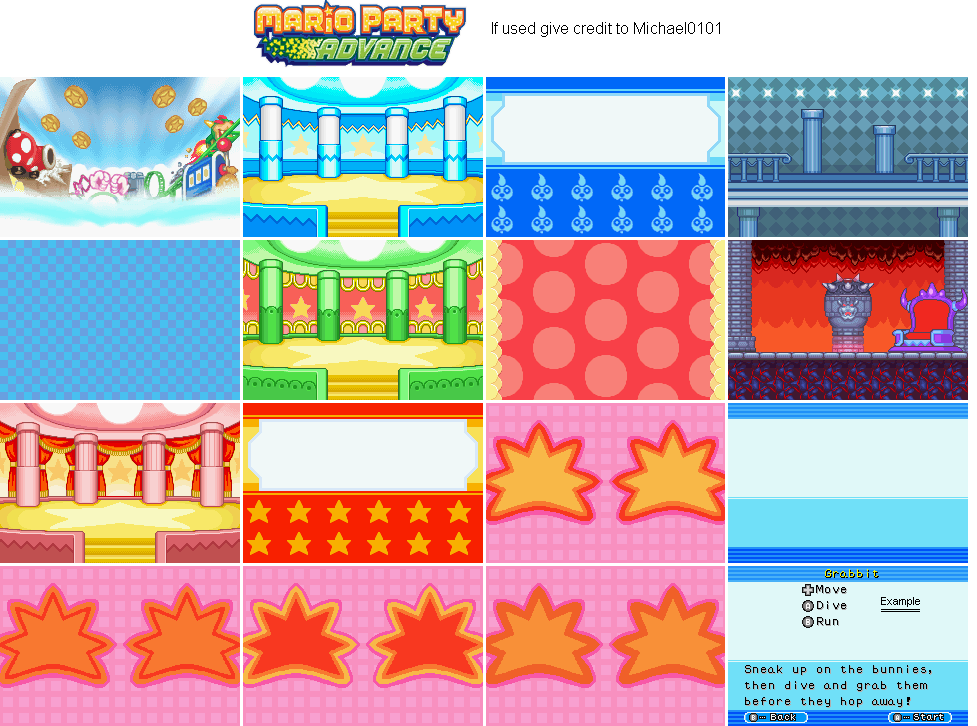 MARIO PARTY
ADVANCE
If used give credit to Michael0101
Grabbit
Move
A Dive
B Run
Example
Sneak up on the bunnies,
then dive and grab them
before they hop away!
B Back
A Start